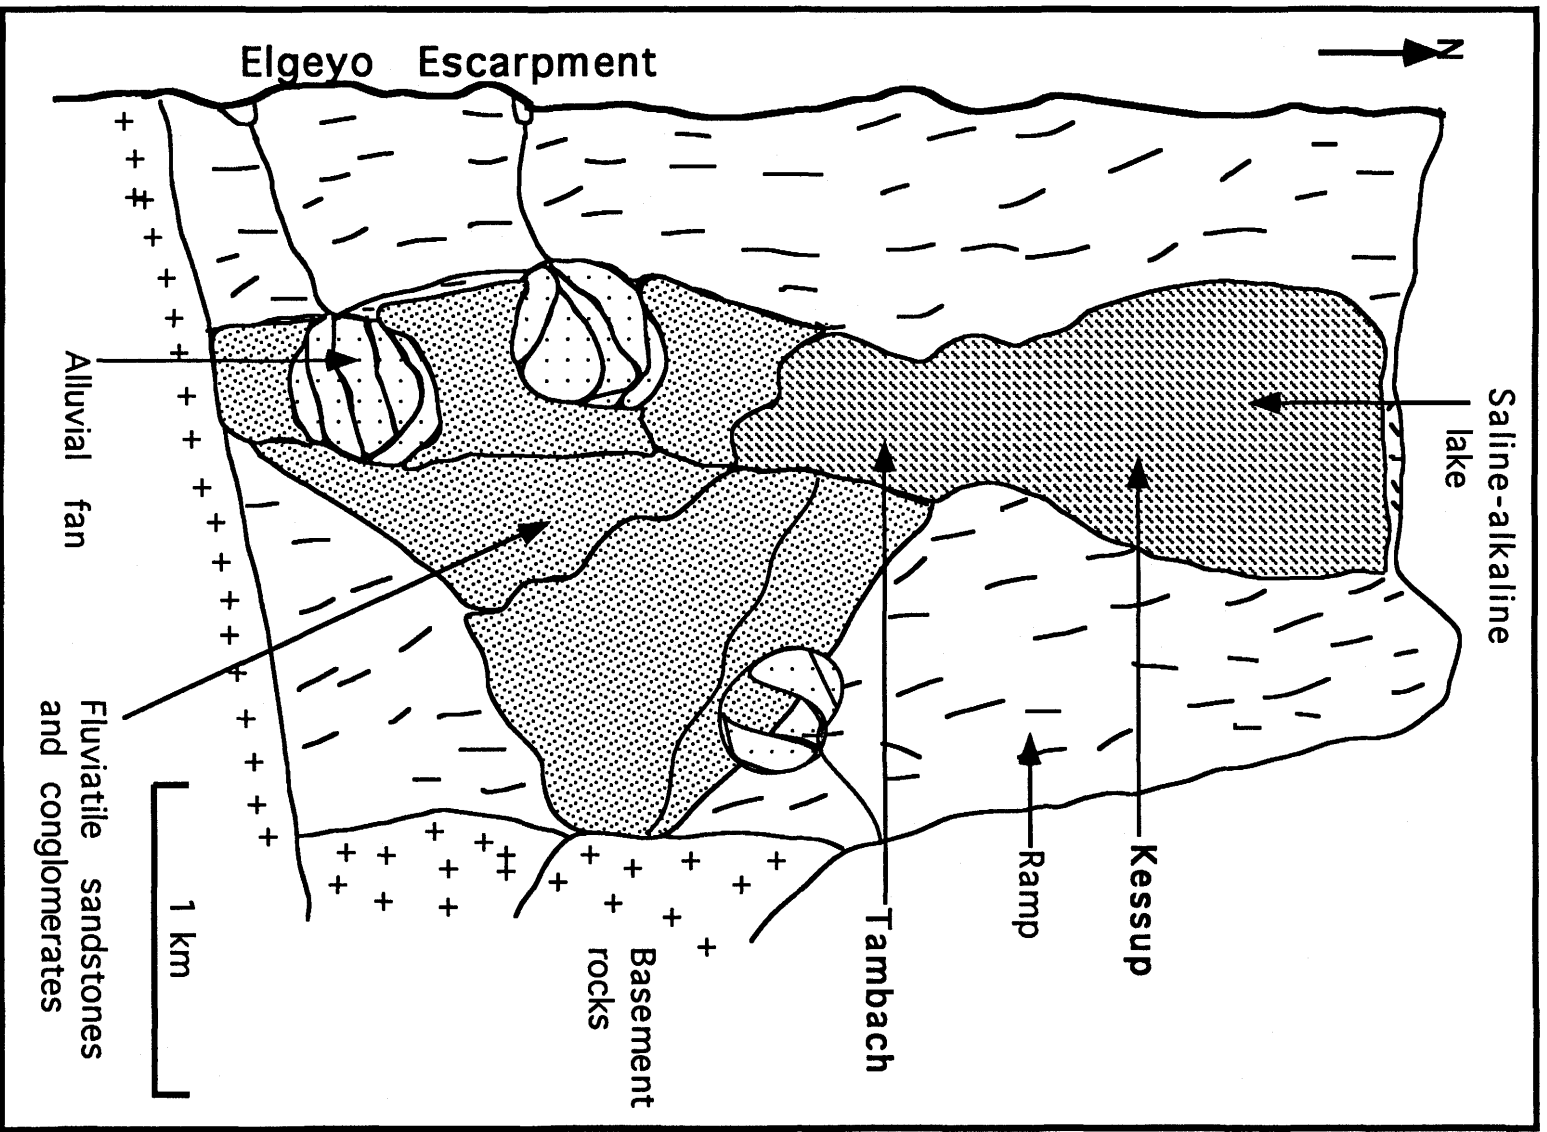 Elgeyo Escarpment
N
Saline-alkaline
lake
Alluvial fan
Fluviatile sandstones
and conglomerates
1 km
Basement
rocks
Tambach
Ramp
Kessup